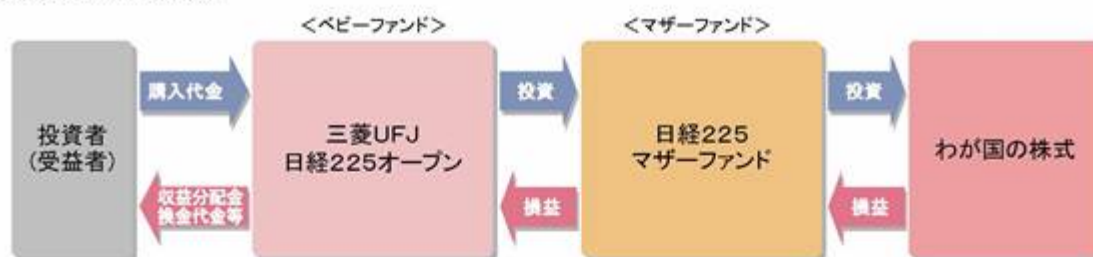 ＜ベビーファンド＞
＜マザーファンド＞
購入代金
投資
投資
投資者
(受益者)
三菱UFJ
日経225オープン
日経225
マザーファンド
わが国の株式
収益分配金
換金代金等
損益
損益